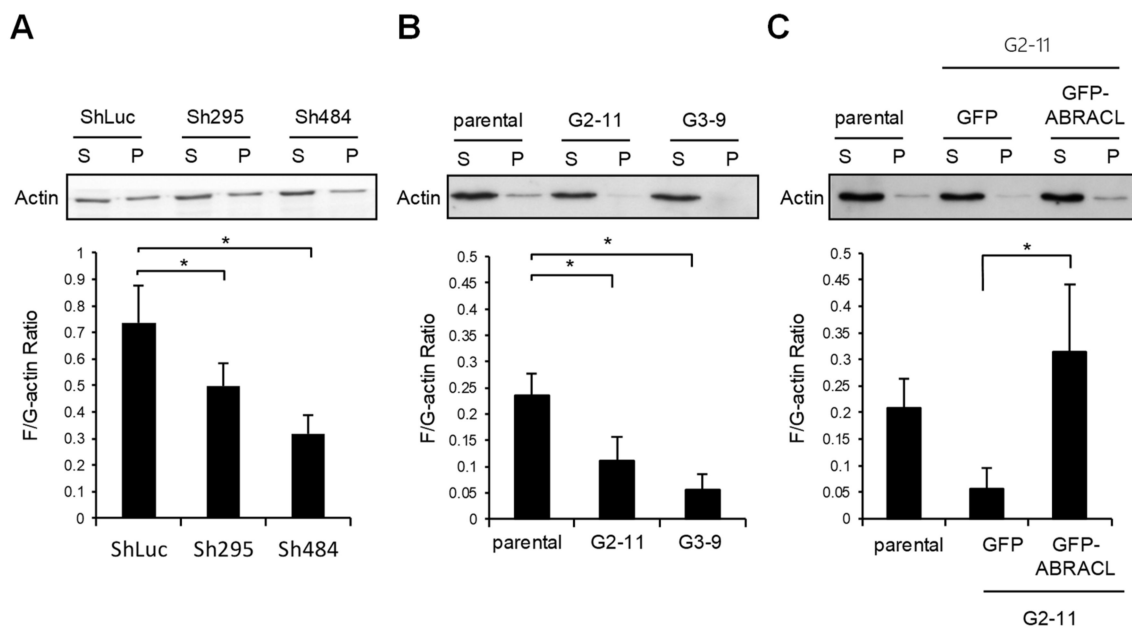 A
ShLuc Sh295 Sh484
S P S P S P
Actin
* 
*
F/G-actin Ratio
1
0.9
0.8
0.7
0.6
0.5
0.4
0.3
0.2
0.1
0
ShLuc Sh295 Sh484
B
parental G2-11 G3-9
S P S P S P
Actin
*
*
F/G-actin Ratio
0.5
0.45
0.4
0.35
0.3
0.25
0.2
0.15
0.1
0.05
0
parental G2-11 G3-9
C
G2-11
parental GFP GFP-
ABRACL
S P S P S P
Actin
*
F/G-actin Ratio
0.5
0.45
0.4
0.35
0.3
0.25
0.2
0.15
0.1
0.05
0
parental GFP GFP-
ABRACL
G2-11